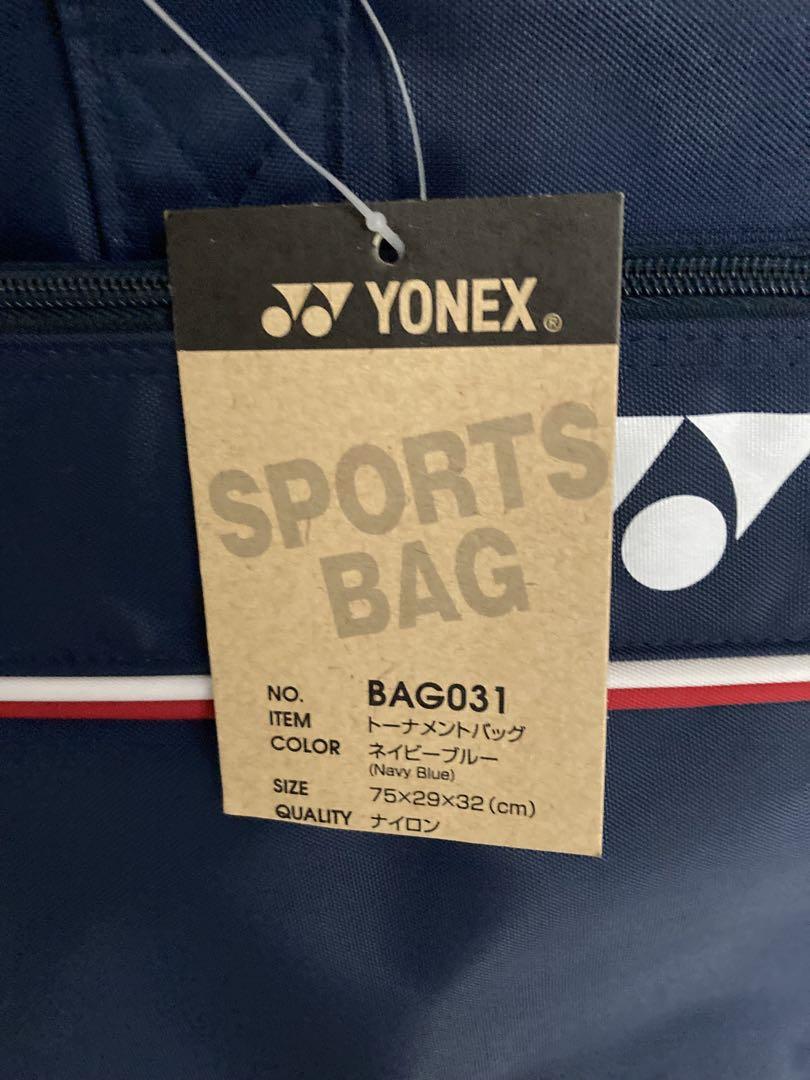 YONEX®
SPORTS
BAG
NO. BAG031
ITEM トーナメントバッグ
COLOR ネイビーブルー
(Navy Blue)
SIZE 75×29×32(cm)
QUALITY ナイロン